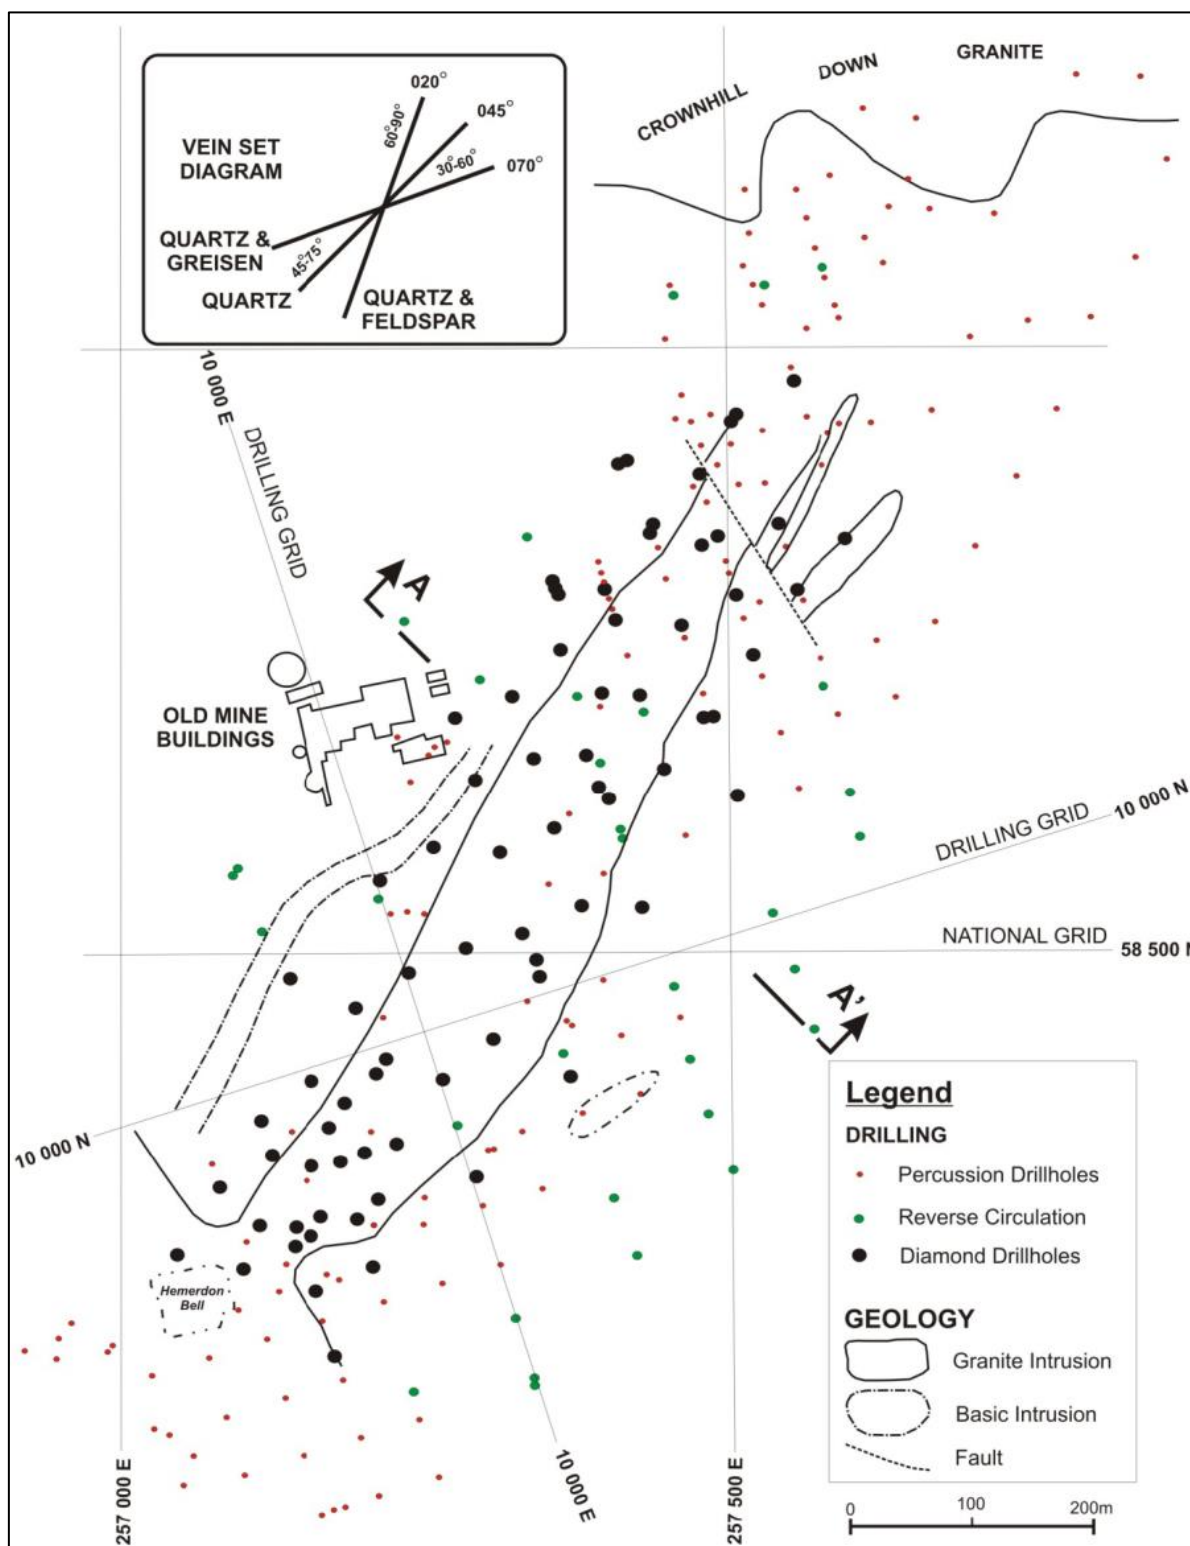 CROWNHILL
DOWN
GRANITE
020°
045°
070°
60°-90°
30°-60°
45°-75°
VEIN SET
DIAGRAM
QUARTZ &
GREISEN
QUARTZ
QUARTZ &
FELDSPAR
10 000 E
DRILLING GRID
A
OLD MINE
BUILDINGS
10 000 N
DRILLING GRID
NATIONAL GRID
58 500 N
A'
10 000 N
Hemerdon
Bell
Legend
DRILLING
Percussion Drillholes
Reverse Circulation
Diamond Drillholes
GEOLOGY
Granite Intrusion
Basic Intrusion
Fault
257 000 E
10 000 E
257 500 E
0
100
200m